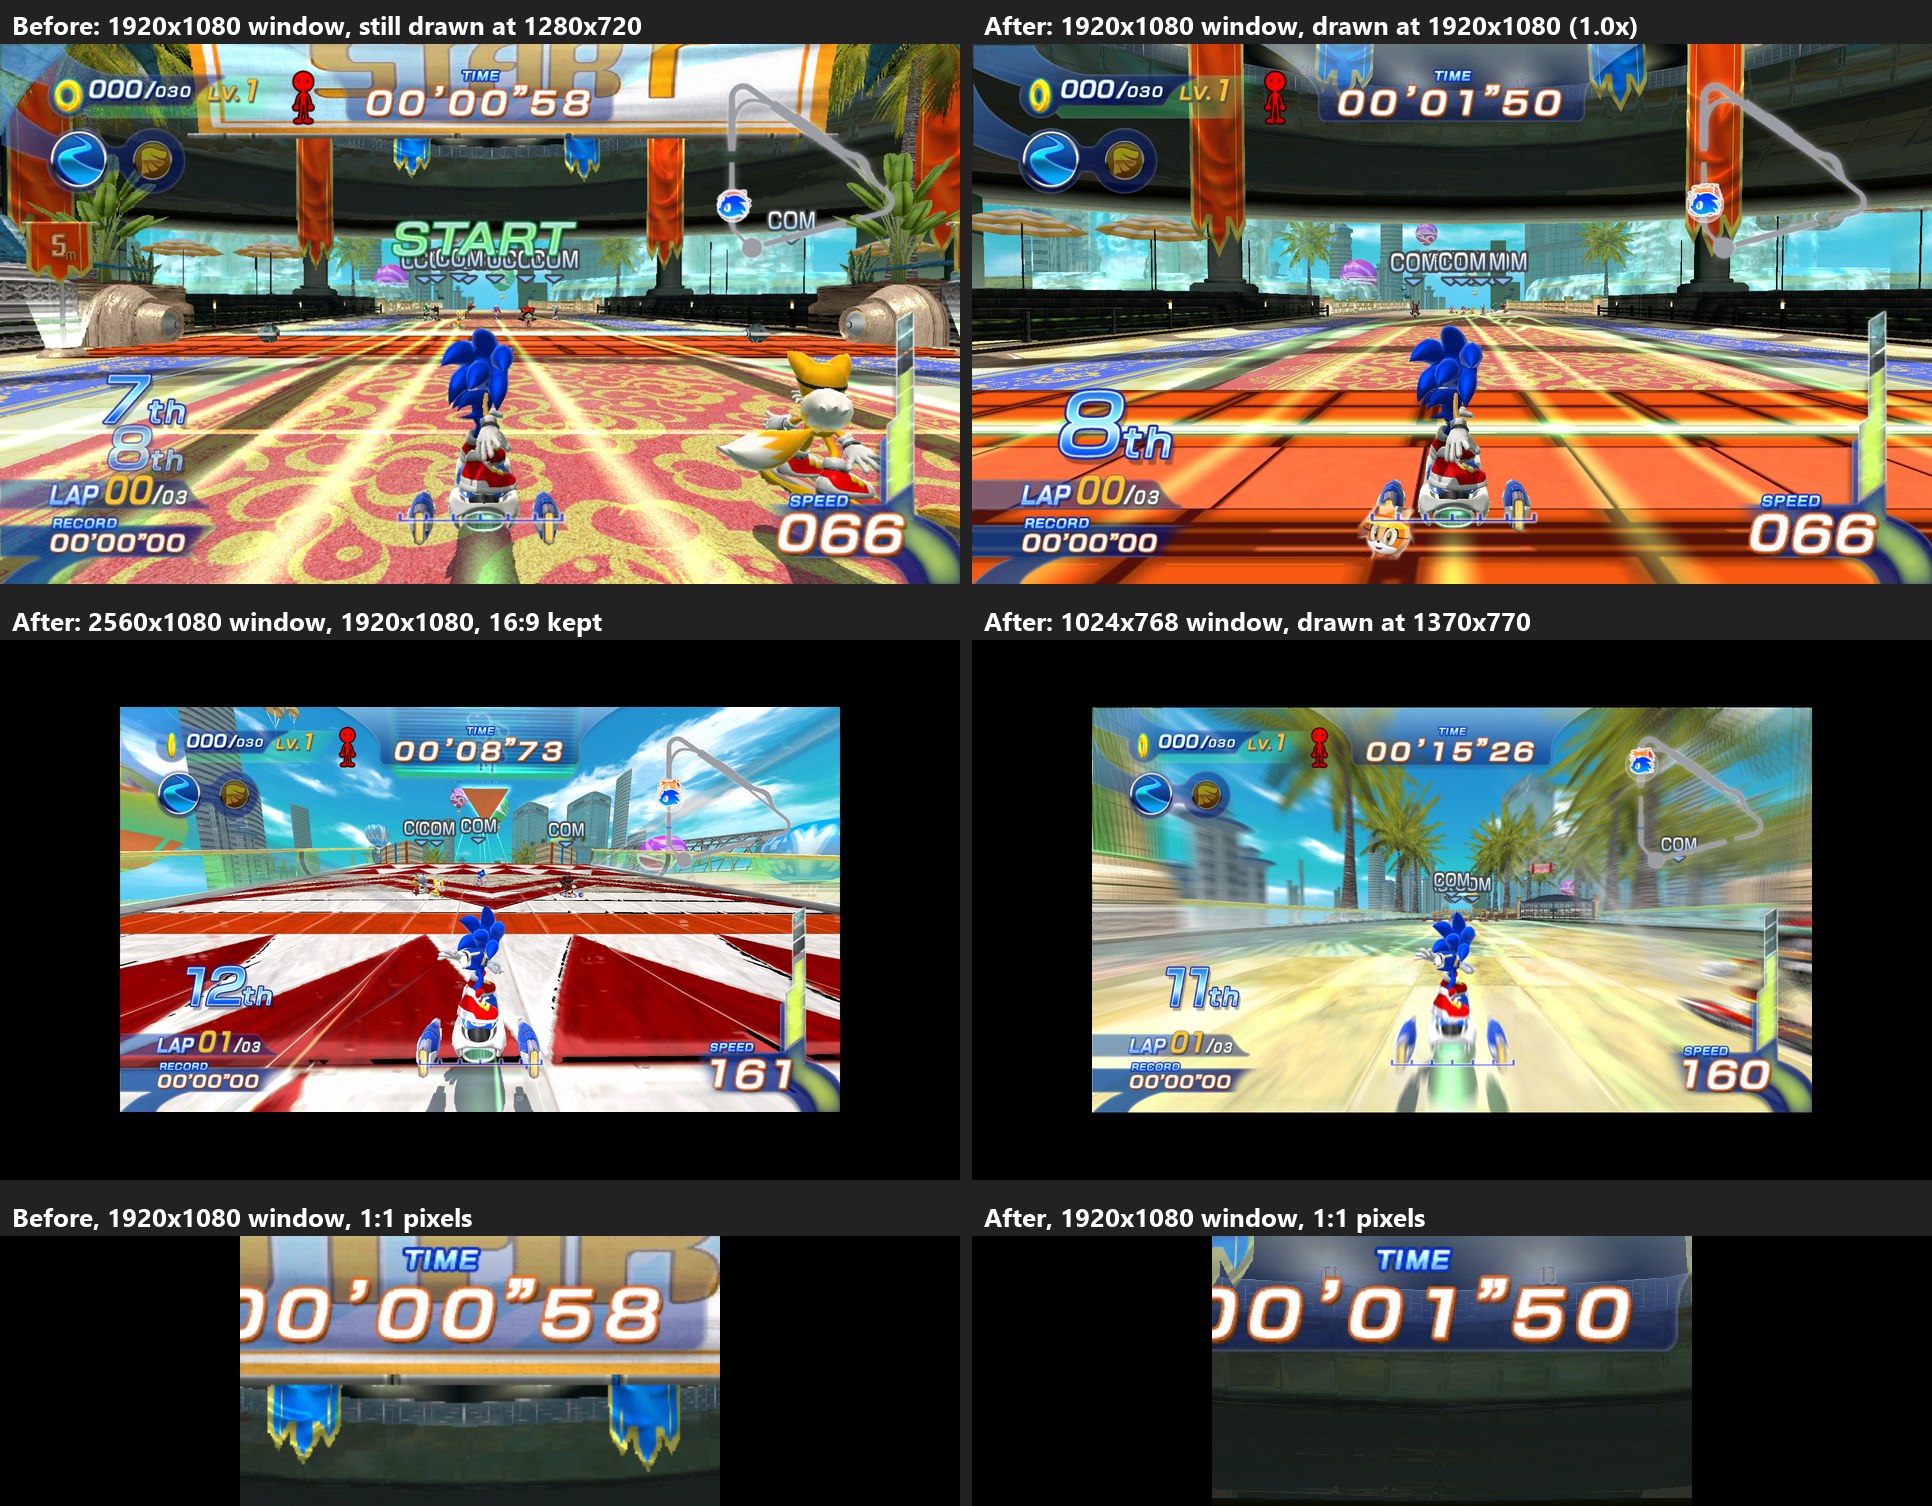 Before: 1920x1080 window, still drawn at 1280x720
000/030 LV.1
TIME
00'00"58
COM
5m
START
7th
8th
LAP 00/03
RECORD
00'00"00
SPEED
066
After: 1920x1080 window, drawn at 1920x1080 (1.0x)
000/030 LV.1
TIME
00'01"50
8th
LAP 00/03
RECORD
00'00"00
SPEED
066
After: 2560x1080 window, 1920x1080, 16:9 kept
000/030 LV.1
TIME
00'08"73
COM COM
COM
12th
LAP 01/03
RECORD
00'00"00
SPEED
161
After: 1024x768 window, drawn at 1370x770
000/030 LV.1
TIME
00'15"26
COM
COM
11th
LAP 01/03
RECORD
00'00"00
SPEED
160
Before, 1920x1080 window, 1:1 pixels
TIME
00'00"58
After, 1920x1080 window, 1:1 pixels
TIME
00'01"50